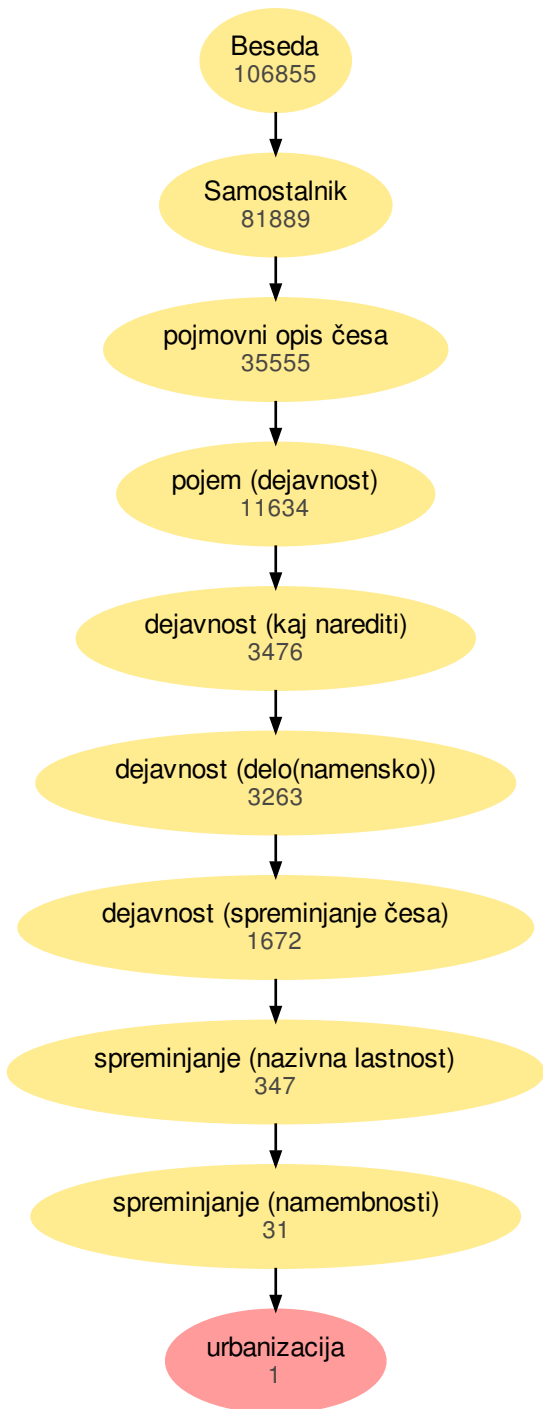 Beseda
106855
Samostalnik
81889
pojmovni opis česa
35555
pojem (dejavnost)
11634
dejavnost (kaj narediti)
3476
dejavnost (delo(namensko))
3263
dejavnost (spreminjanje česa)
1672
spreminjanje (nazivna lastnost)
347
spreminjanje (namembnosti)
31
urbanizacija
1